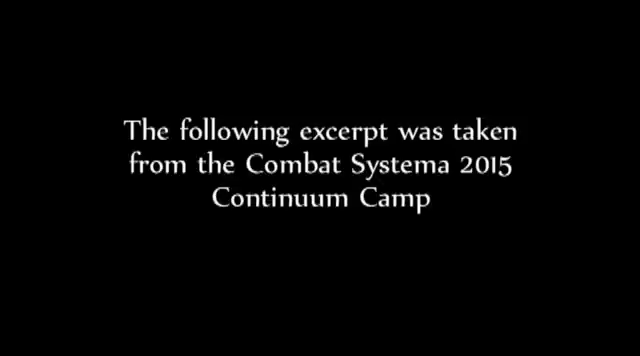 The following excerpt was taken
from the Combat Systema 2015
Continuum Camp